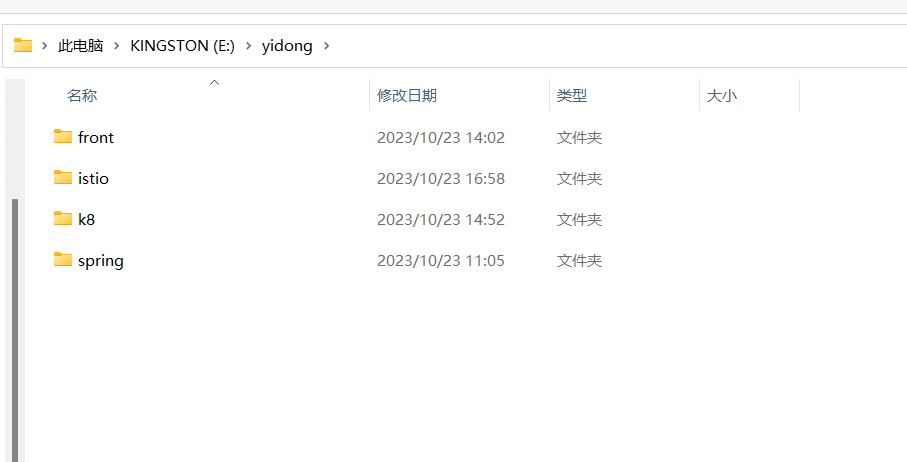 此电脑 KINGSTON (E:) yidong
名称 修改日期 类型 大小
front 2023/10/23 14:02 文件夹
istio 2023/10/23 16:58 文件夹
k8 2023/10/23 14:52 文件夹
spring 2023/10/23 11:05 文件夹